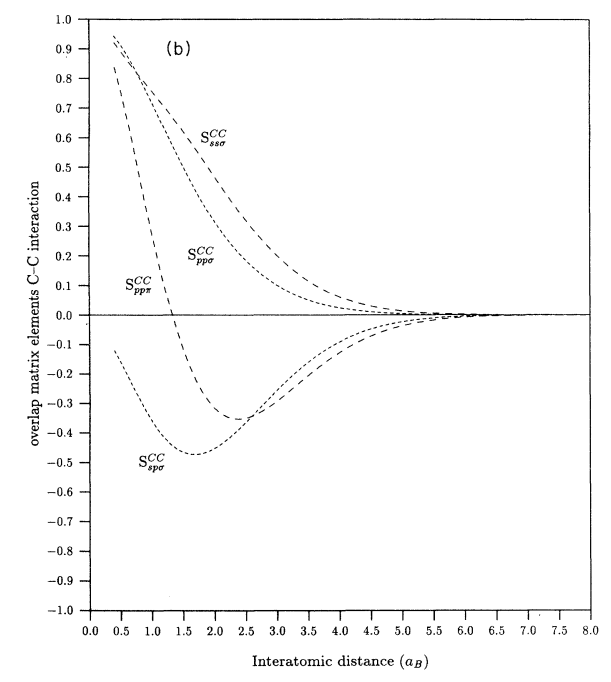 (b)
overlap matrix elements C–C interaction
1.0
0.9
0.8
0.7
0.6
0.5
0.4
0.3
0.2
0.1
0.0
−0.1
−0.2
−0.3
−0.4
−0.5
−0.6
−0.7
−0.8
−0.9
−1.0
S^{CC}_{ssσ}
S^{CC}_{ppσ}
S^{CC}_{ppπ}
S^{CC}_{spσ}
0.0 0.5 1.0 1.5 2.0 2.5 3.0 3.5 4.0 4.5 5.0 5.5 6.0 6.5 7.0 7.5 8.0
Interatomic distance (a_B)